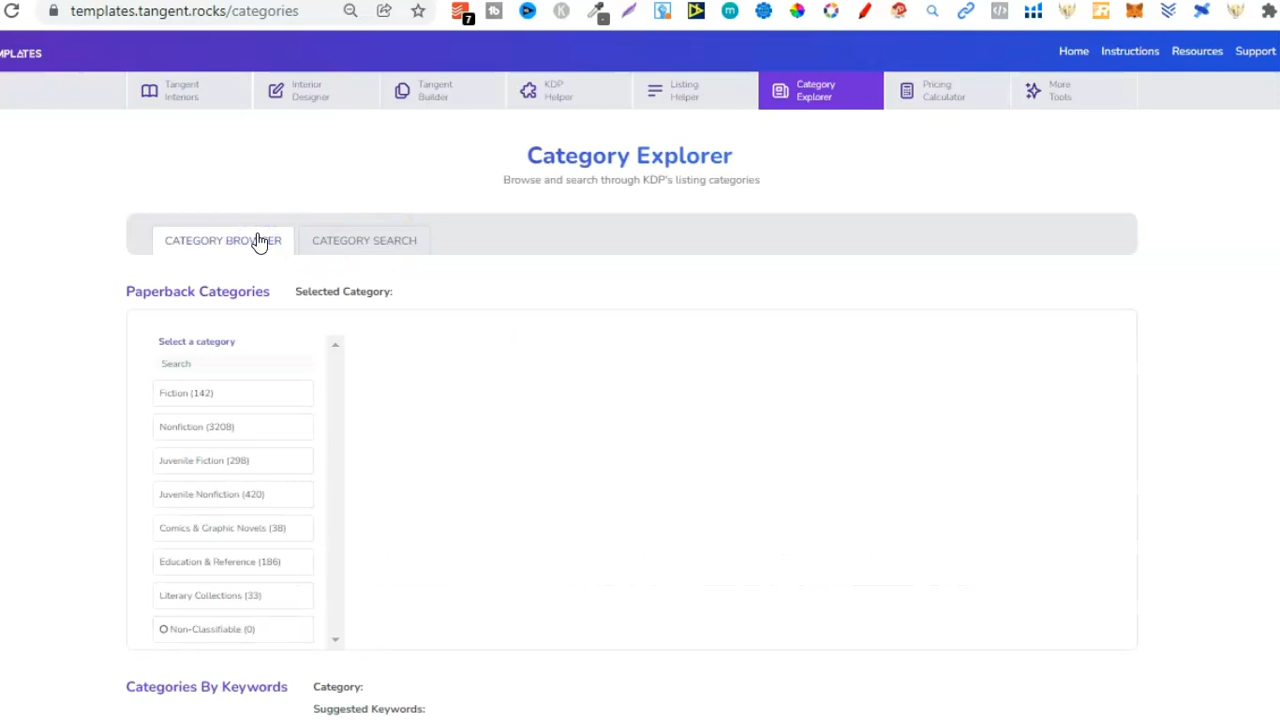 templates.tangent.rocks/categories
7
MPLATES
Home Instructions Resources Support
Tangent
Interiors
Interior
Designer
Tangent
Builder
KDP
Helper
Listing
Helper
Category
Explorer
Pricing
Calculator
More
Tools
Category Explorer
Browse and search through KDP's listing categories
CATEGORY BROWSER CATEGORY SEARCH
Paperback Categories Selected Category:
Select a category
Search
Fiction (142)
Nonfiction (3208)
Juvenile Fiction (298)
Juvenile Nonfiction (420)
Comics & Graphic Novels (38)
Education & Reference (186)
Literary Collections (33)
Non-Classifiable (0)
Categories By Keywords Category:
Suggested Keywords: